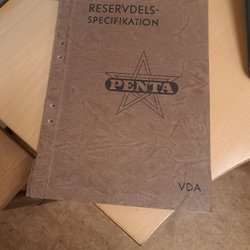 RESERVDELS-
SPECIFIKATION
PENTA
VDA